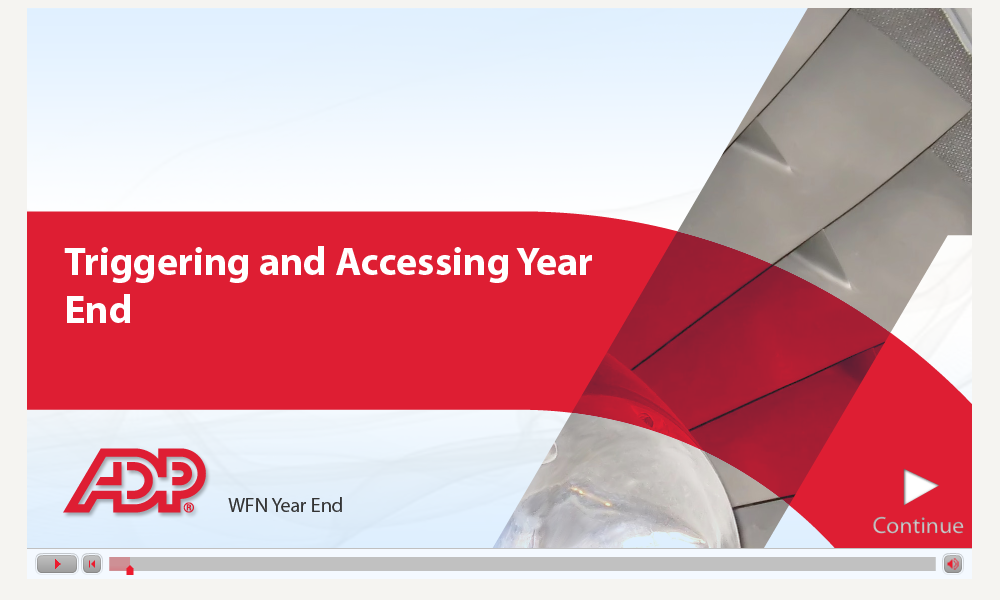 Triggering and Accessing Year
End
ADP®
WFN Year End
Continue